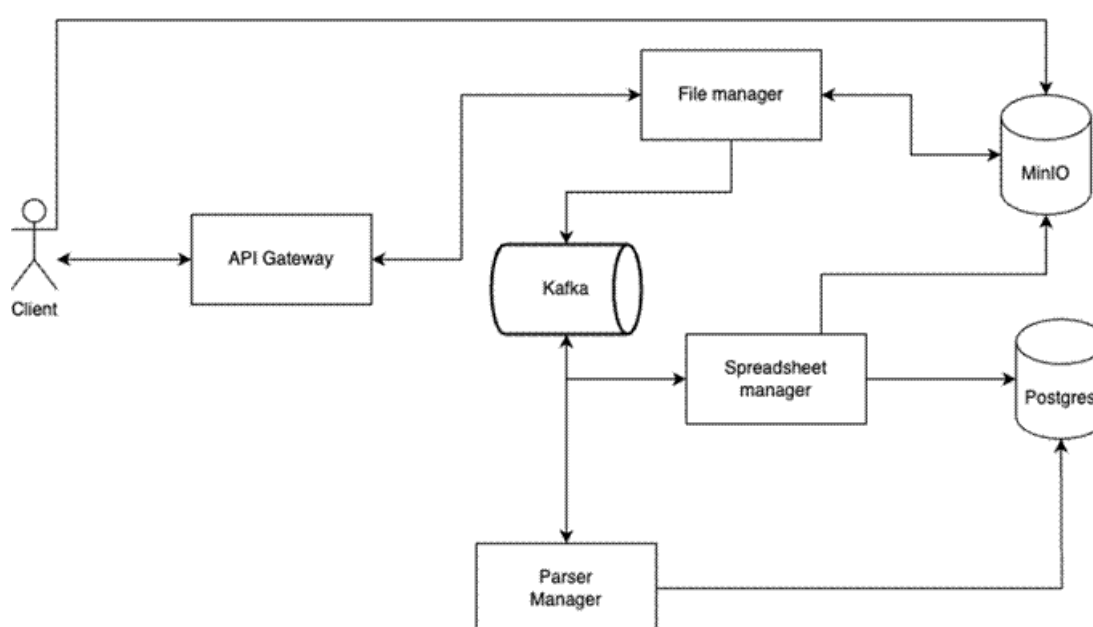 File manager
MinIO
API Gateway
Client
Kafka
Spreadsheet
manager
Postgres
Parser
Manager